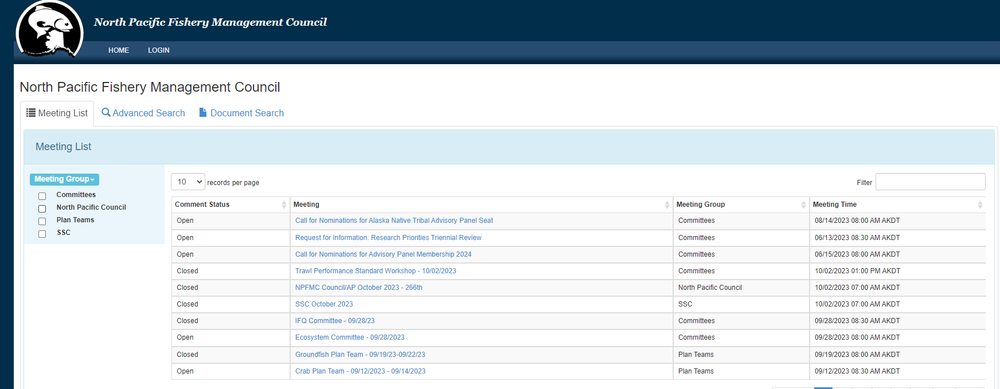 North Pacific Fishery Management Council
HOME LOGIN
North Pacific Fishery Management Council
Meeting List Advanced Search Document Search
Meeting List
Meeting Group
Committees
North Pacific Council
Plan Teams
SSC
10 records per page Filter
Comment Status Meeting Meeting Group Meeting Time
Open Call for Nominations for Alaska Native Tribal Advisory Panel Seat Committees 08/14/2023 08:00 AM AKDT
Open Request for Information: Research Priorities Triennial Review Committees 06/13/2023 08:30 AM AKDT
Open Call for Nominations for Advisory Panel Membership 2024 Committees 06/15/2023 08:00 AM AKDT
Closed Trawl Performance Standard Workshop - 10/02/2023 Committees 10/02/2023 01:00 PM AKDT
Closed NPFMC Council/AP October 2023 - 266th North Pacific Council 10/02/2023 07:00 AM AKDT
Closed SSC October 2023 SSC 10/02/2023 07:00 AM AKDT
Closed IFQ Committee - 09/28/23 Committees 09/28/2023 08:30 AM AKDT
Open Ecosystem Committee - 09/28/2023 Committees 09/28/2023 08:00 AM AKDT
Closed Groundfish Plan Team - 09/19/23-09/22/23 Plan Teams 09/19/2023 08:00 AM AKDT
Open Crab Plan Team - 09/12/2023 - 09/14/2023 Plan Teams 09/12/2023 08:30 AM AKDT